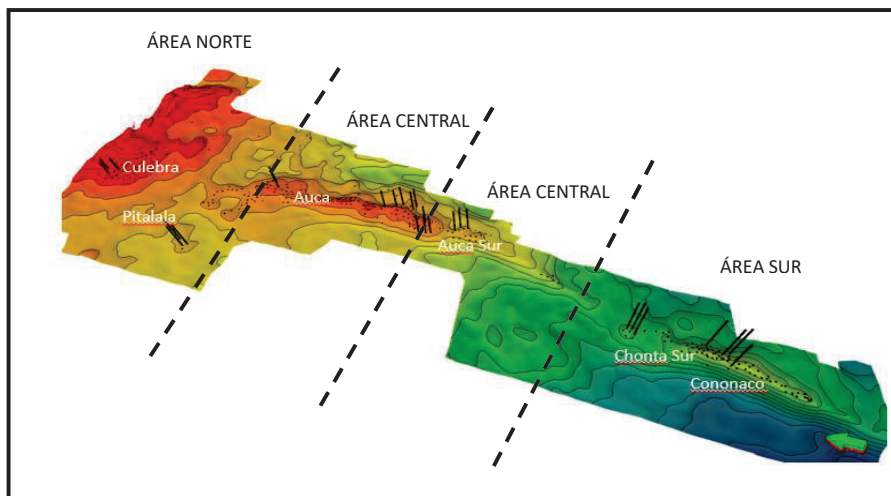 ÁREA NORTE
ÁREA CENTRAL
ÁREA CENTRAL
ÁREA SUR
Culebra
Pitalala
Auca
Auca Sur
Chonta Sur
Cononaco